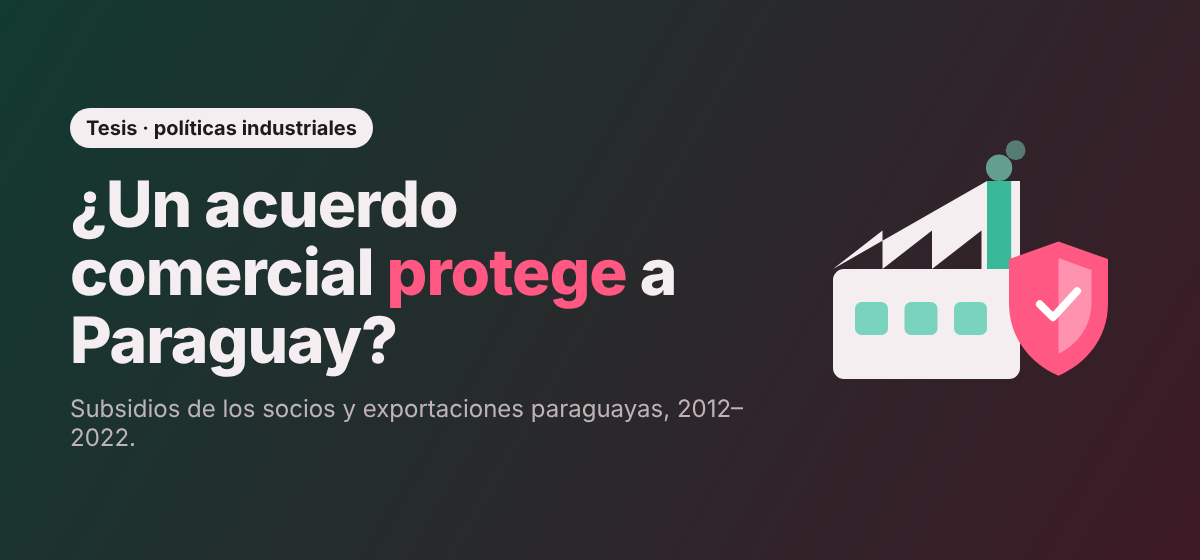 Tesis · políticas industriales
¿Un acuerdo
comercial protege a
Paraguay?
Subsidios de los socios y exportaciones paraguayas, 2012–
2022.